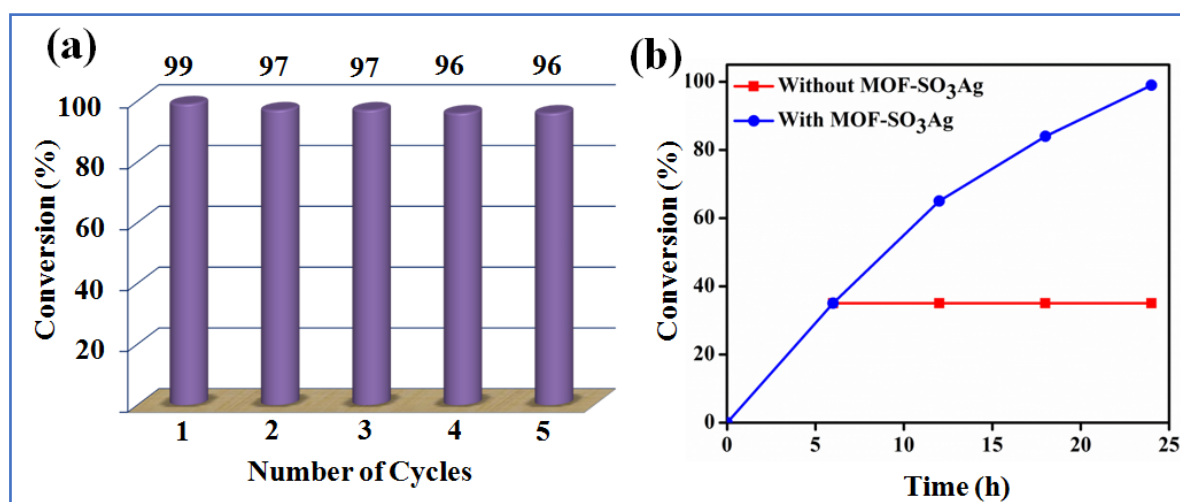 (a)
99 97 97 96 96
100
80
60
40
20
Conversion (%)
1 2 3 4 5
Number of Cycles
(b)
Without MOF-SO₃Ag
With MOF-SO₃Ag
100
80
60
40
20
0
Conversion (%)
0 5 10 15 20 25
Time (h)